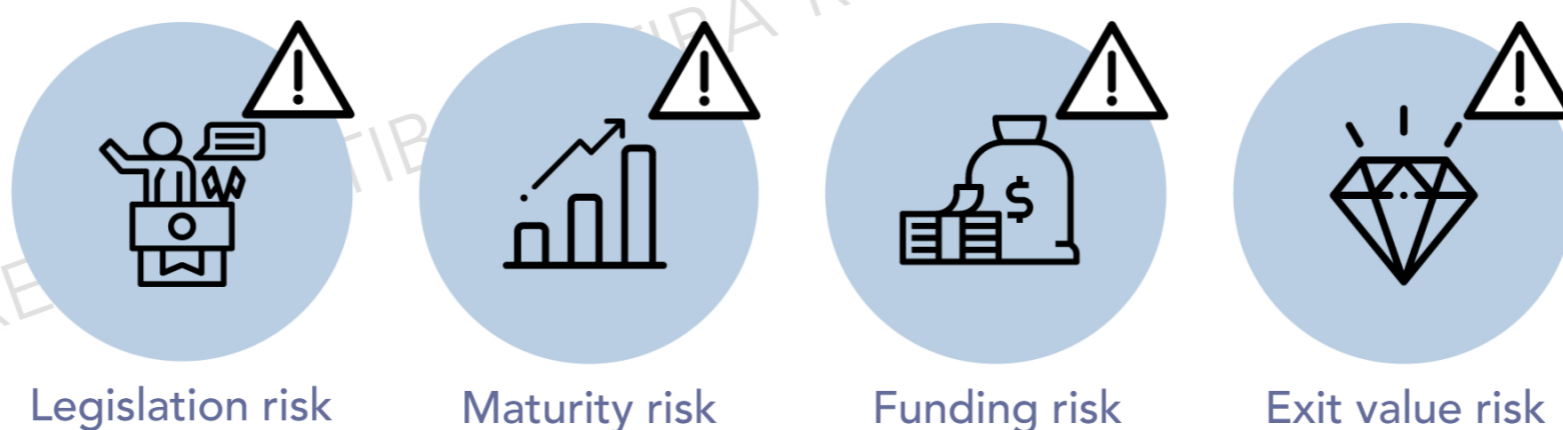 Legislation risk
Maturity risk
Funding risk
Exit value risk
$